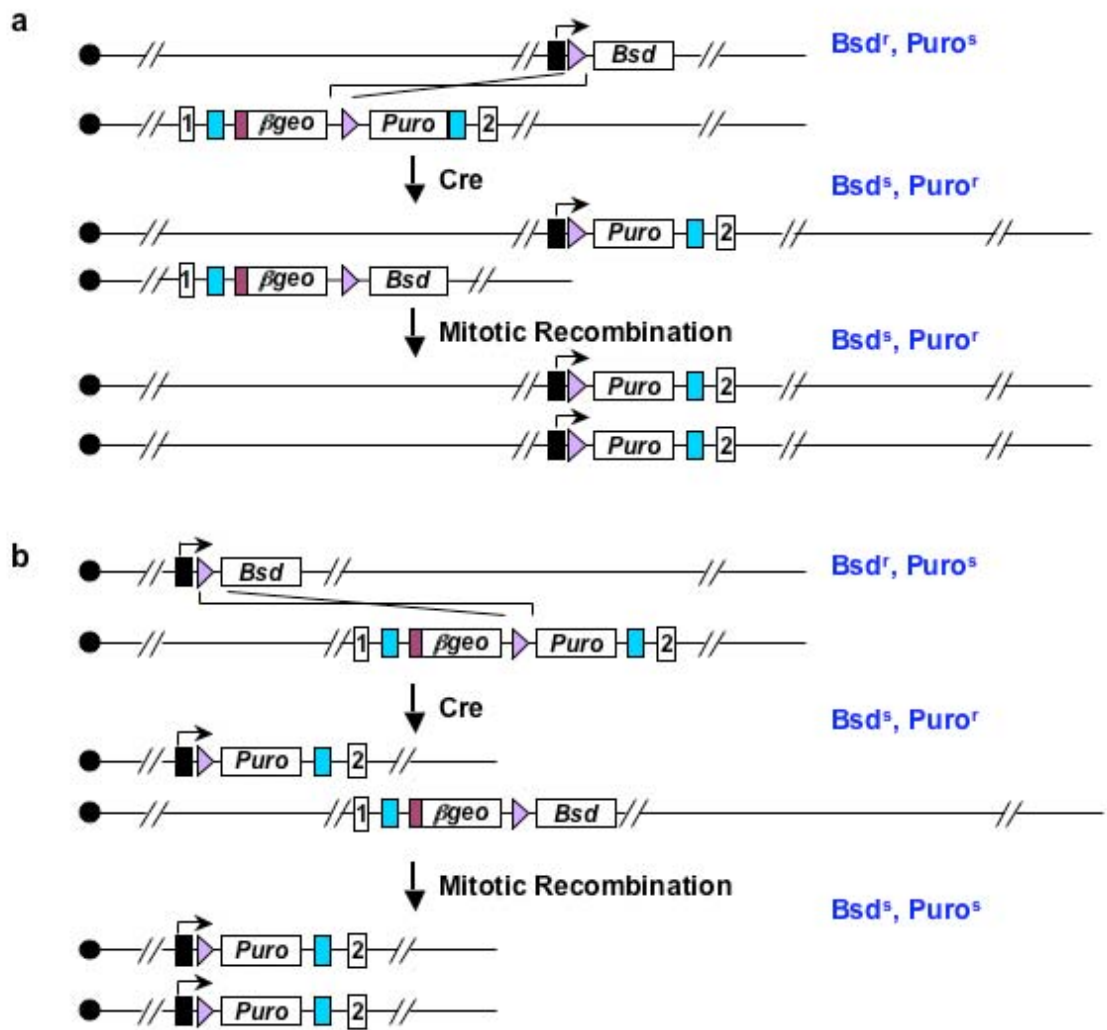 a
Bsd Bsdʳ, Puroˢ
1 βgeo Puro 2
Cre
Bsdˢ, Puroʳ
Puro 2
1 βgeo Bsd
Mitotic Recombination
Bsdˢ, Puroʳ
Puro 2
Puro 2
b
Bsd Bsdʳ, Puroˢ
1 βgeo Puro 2
Cre
Bsdˢ, Puroʳ
Puro 2
1 βgeo Bsd
Mitotic Recombination
Bsdˢ, Puroˢ
Puro 2
Puro 2